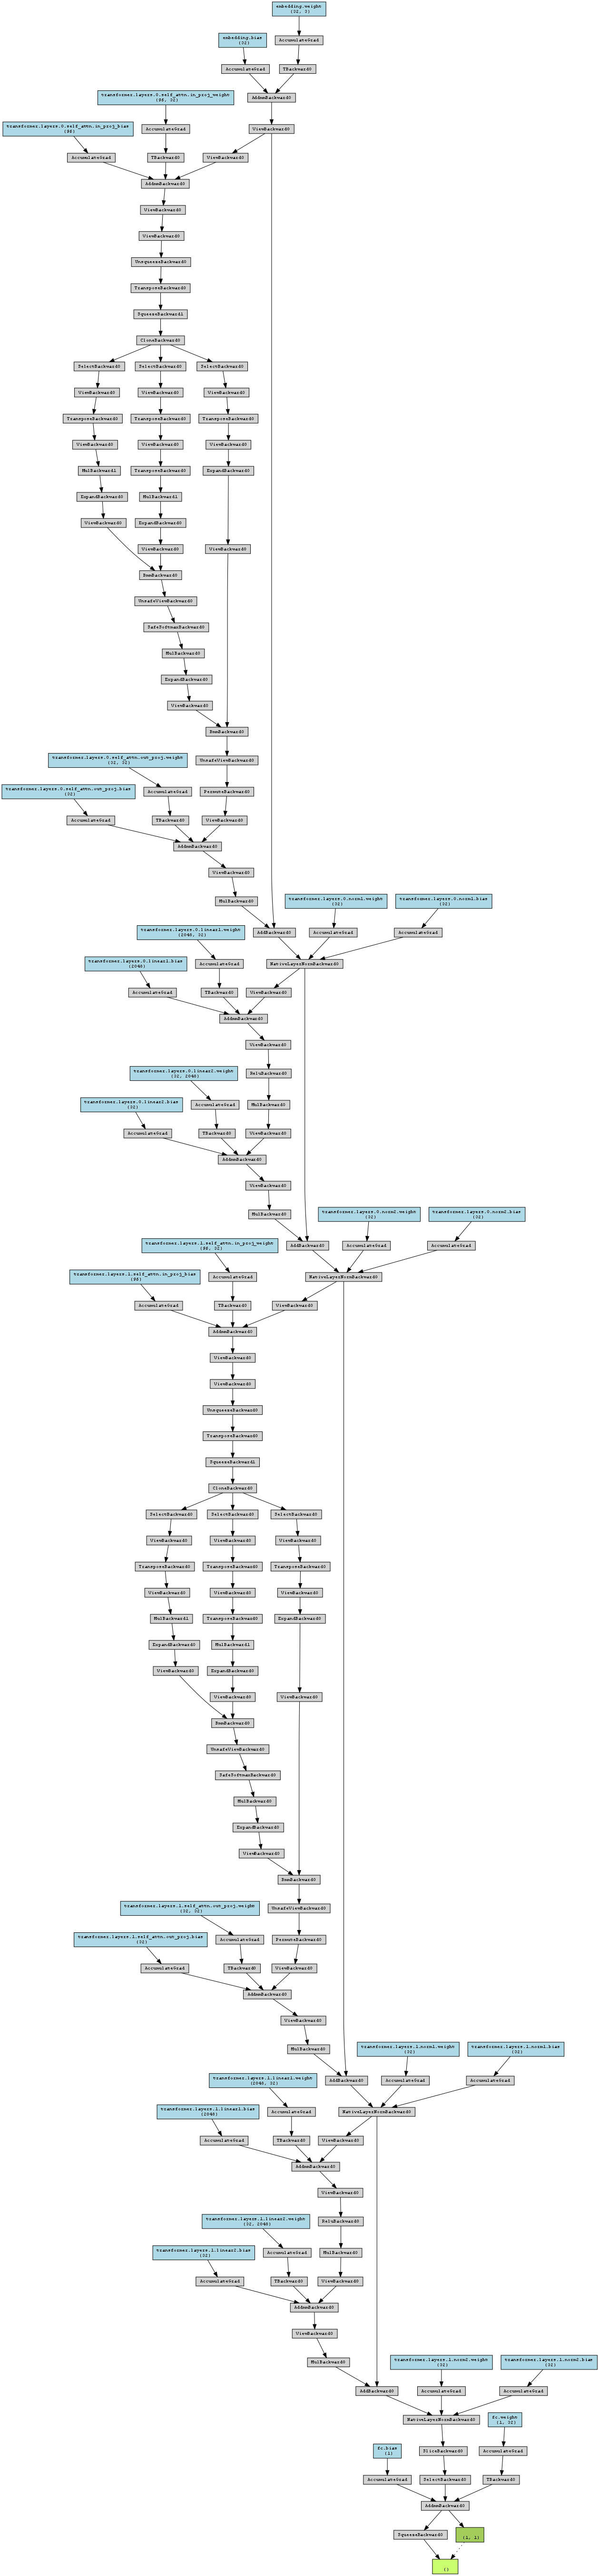 embedding.weight
(32, 3)
embedding.bias
(32)
AccumulateGrad
AccumulateGrad
TBackward0
AddmmBackward0
transformer.layers.0.self_attn.in_proj_weight
(96, 32)
transformer.layers.0.self_attn.in_proj_bias
(96)
AccumulateGrad
ViewBackward0
AccumulateGrad
TBackward0
ViewBackward0
AddmmBackward0
ViewBackward0
ViewBackward0
UnsqueezeBackward0
TransposeBackward0
SqueezeBackward1
CloneBackward0
SelectBackward0
SelectBackward0
SelectBackward0
ViewBackward0
ViewBackward0
ViewBackward0
TransposeBackward0
TransposeBackward0
TransposeBackward0
ViewBackward0
ViewBackward0
ViewBackward0
MulBackward1
TransposeBackward0
ExpandBackward0
ExpandBackward0
MulBackward1
ViewBackward0
ExpandBackward0
ViewBackward0
ViewBackward0
BmmBackward0
UnsafeViewBackward0
SafeSoftmaxBackward0
MulBackward0
ExpandBackward0
ViewBackward0
BmmBackward0
transformer.layers.0.self_attn.out_proj.weight
(32, 32)
UnsafeViewBackward0
transformer.layers.0.self_attn.out_proj.bias
(32)
AccumulateGrad
PermuteBackward0
AccumulateGrad
TBackward0
ViewBackward0
AddmmBackward0
ViewBackward0
MulBackward0
transformer.layers.0.norm1.weight
(32)
transformer.layers.0.norm1.bias
(32)
transformer.layers.0.linear1.weight
(2048, 32)
AddBackward0
AccumulateGrad
AccumulateGrad
transformer.layers.0.linear1.bias
(2048)
AccumulateGrad
NativeLayerNormBackward0
AccumulateGrad
TBackward0
ViewBackward0
AddmmBackward0
ViewBackward0
transformer.layers.0.linear2.weight
(32, 2048)
ReluBackward0
transformer.layers.0.linear2.bias
(32)
AccumulateGrad
MulBackward0
AccumulateGrad
TBackward0
ViewBackward0
AddmmBackward0
ViewBackward0
MulBackward0
transformer.layers.0.norm2.weight
(32)
transformer.layers.0.norm2.bias
(32)
transformer.layers.1.self_attn.in_proj_weight
(96, 32)
AddBackward0
AccumulateGrad
AccumulateGrad
transformer.layers.1.self_attn.in_proj_bias
(96)
AccumulateGrad
NativeLayerNormBackward0
AccumulateGrad
TBackward0
ViewBackward0
AddmmBackward0
ViewBackward0
ViewBackward0
UnsqueezeBackward0
TransposeBackward0
SqueezeBackward1
CloneBackward0
SelectBackward0
SelectBackward0
SelectBackward0
ViewBackward0
ViewBackward0
ViewBackward0
TransposeBackward0
TransposeBackward0
TransposeBackward0
ViewBackward0
ViewBackward0
ViewBackward0
MulBackward1
TransposeBackward0
ExpandBackward0
ExpandBackward0
MulBackward1
ViewBackward0
ExpandBackward0
ViewBackward0
ViewBackward0
BmmBackward0
UnsafeViewBackward0
SafeSoftmaxBackward0
MulBackward0
ExpandBackward0
ViewBackward0
BmmBackward0
transformer.layers.1.self_attn.out_proj.weight
(32, 32)
UnsafeViewBackward0
transformer.layers.1.self_attn.out_proj.bias
(32)
AccumulateGrad
PermuteBackward0
AccumulateGrad
TBackward0
ViewBackward0
AddmmBackward0
ViewBackward0
MulBackward0
transformer.layers.1.norm1.weight
(32)
transformer.layers.1.norm1.bias
(32)
transformer.layers.1.linear1.weight
(2048, 32)
AddBackward0
AccumulateGrad
AccumulateGrad
transformer.layers.1.linear1.bias
(2048)
AccumulateGrad
NativeLayerNormBackward0
AccumulateGrad
TBackward0
ViewBackward0
AddmmBackward0
ViewBackward0
transformer.layers.1.linear2.weight
(32, 2048)
ReluBackward0
transformer.layers.1.linear2.bias
(32)
AccumulateGrad
MulBackward0
AccumulateGrad
TBackward0
ViewBackward0
AddmmBackward0
ViewBackward0
MulBackward0
transformer.layers.1.norm2.weight
(32)
transformer.layers.1.norm2.bias
(32)
AddBackward0
AccumulateGrad
AccumulateGrad
NativeLayerNormBackward0
fc.weight
(1, 32)
fc.bias
(1)
SliceBackward0
AccumulateGrad
AccumulateGrad
SelectBackward0
TBackward0
AddmmBackward0
SqueezeBackward0
(1, 1)
()